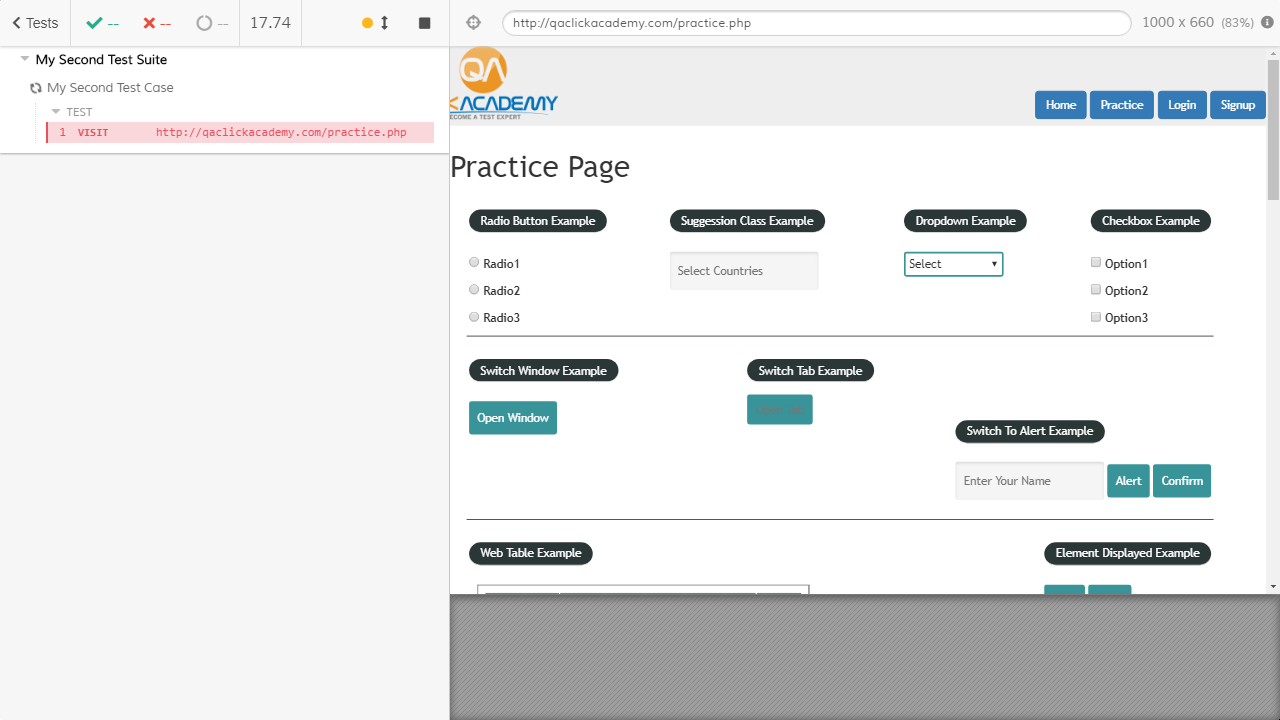 Tests
--
--
--
17.74
http://qaclickacademy.com/practice.php
1000 x 660 (83%)
My Second Test Suite
My Second Test Case
TEST
1 VISIT http://qaclickacademy.com/practice.php
QA
ACADEMY
ECOME A TEST EXPERT
Home Practice Login Signup
Practice Page
Radio Button Example Suggession Class Example Dropdown Example Checkbox Example
Radio1 Select Countries Select Option1
Radio2 Option2
Radio3 Option3
Switch Window Example Switch Tab Example
Open Window
Switch To Alert Example
Enter Your Name Alert Confirm
Web Table Example Element Displayed Example